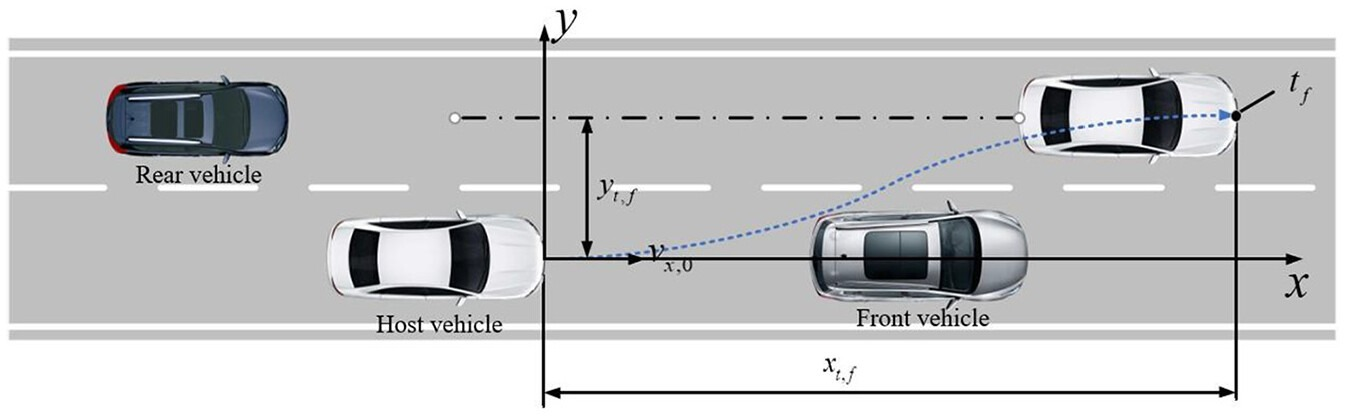 y
t_f
Rear vehicle
y_{t,f}
v_{x,0}
x
Host vehicle
Front vehicle
x_{t,f}